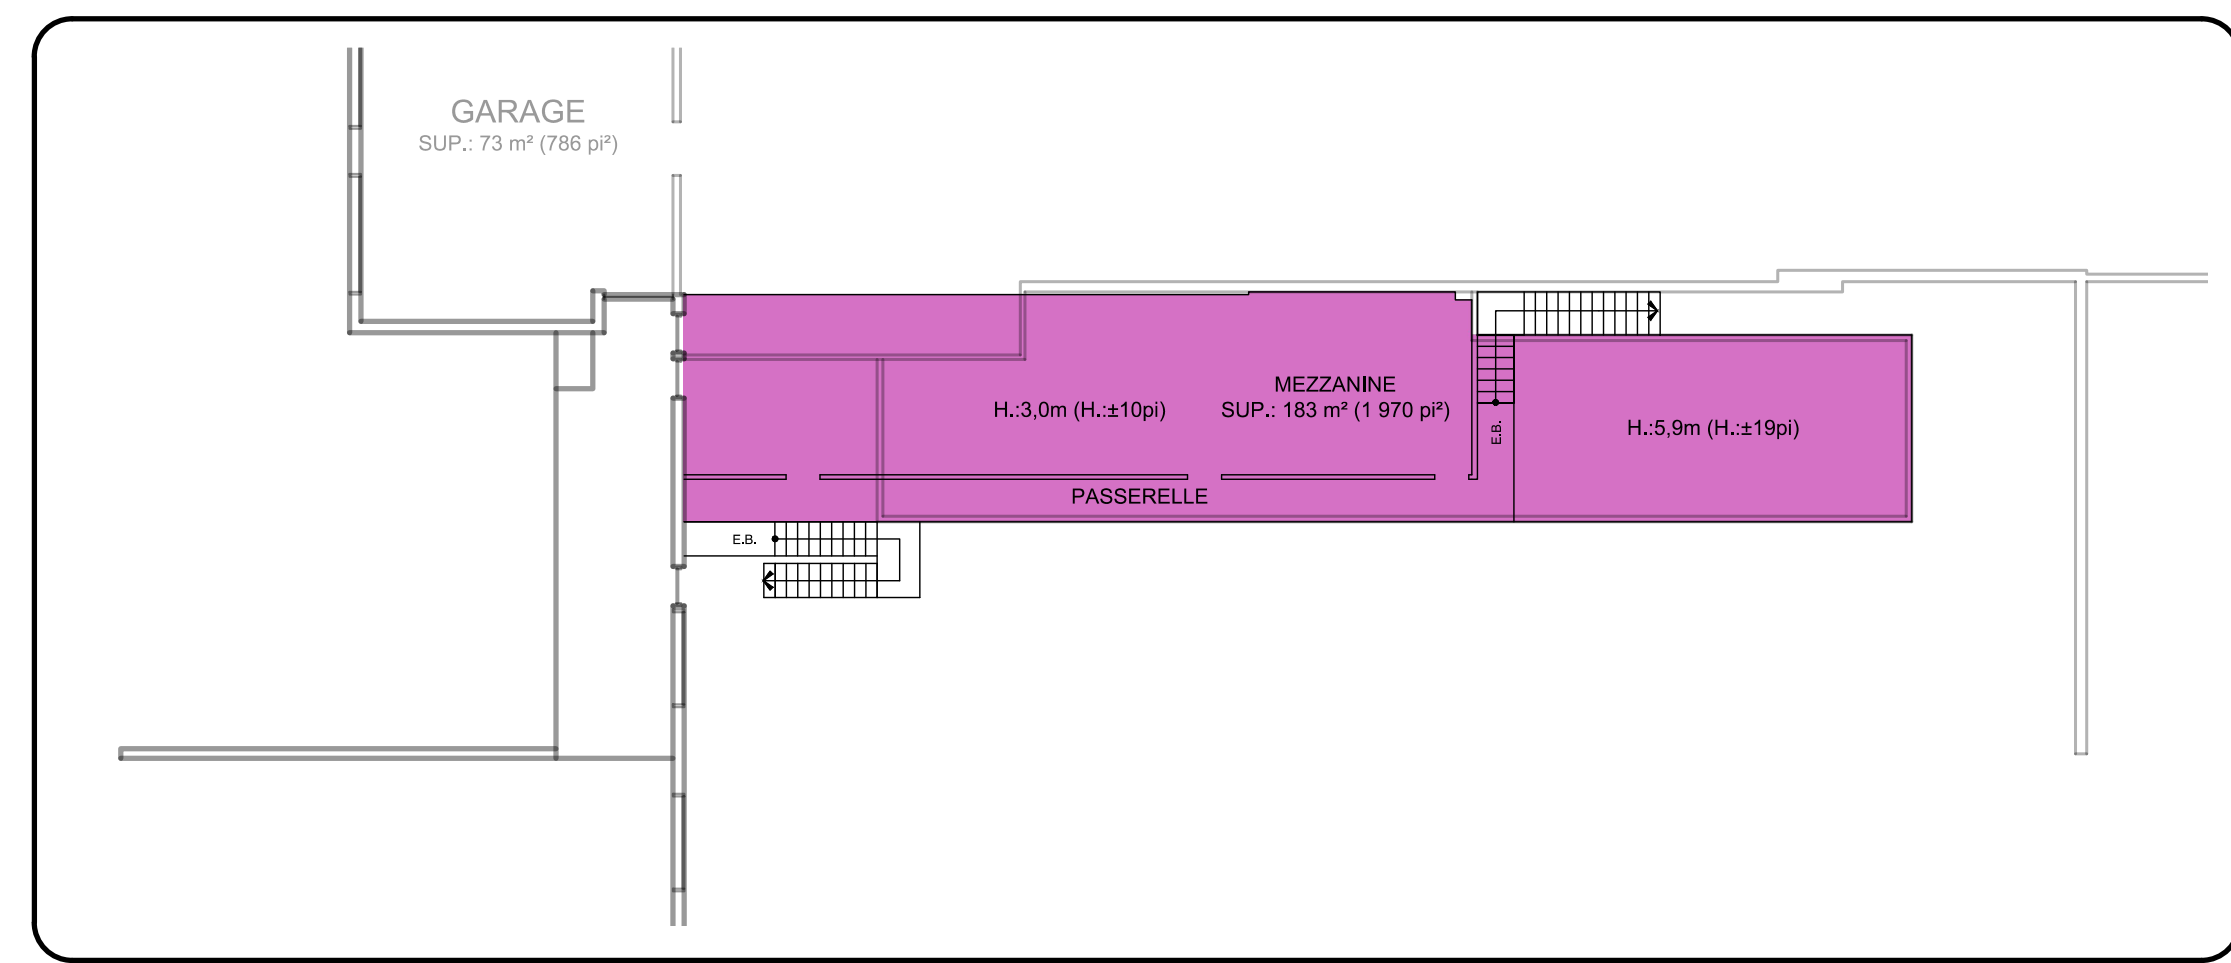 GARAGE
SUP.: 73 m² (786 pi²)
MEZZANINE
H.:3,0m (H.:±10pi)
SUP.: 183 m² (1 970 pi²)
E.B.
H.:5,9m (H.:±19pi)
PASSERELLE
E.B.